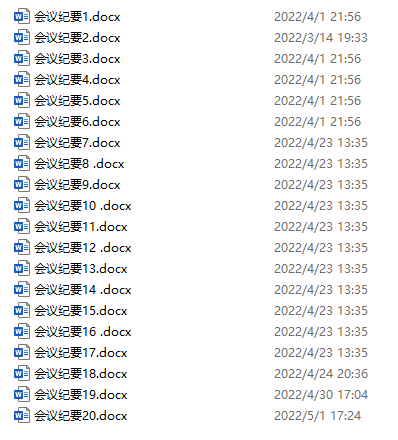 会议纪要1.docx 2022/4/1 21:56
会议纪要2.docx 2022/3/14 19:33
会议纪要3.docx 2022/4/1 21:56
会议纪要4.docx 2022/4/1 21:56
会议纪要5.docx 2022/4/1 21:56
会议纪要6.docx 2022/4/1 21:56
会议纪要7.docx 2022/4/23 13:35
会议纪要8 .docx 2022/4/23 13:35
会议纪要9.docx 2022/4/23 13:35
会议纪要10 .docx 2022/4/23 13:35
会议纪要11.docx 2022/4/23 13:35
会议纪要12 .docx 2022/4/23 13:35
会议纪要13.docx 2022/4/23 13:35
会议纪要14 .docx 2022/4/23 13:35
会议纪要15.docx 2022/4/23 13:35
会议纪要16 .docx 2022/4/23 13:35
会议纪要17.docx 2022/4/23 13:35
会议纪要18.docx 2022/4/24 20:36
会议纪要19.docx 2022/4/30 17:04
会议纪要20.docx 2022/5/1 17:24